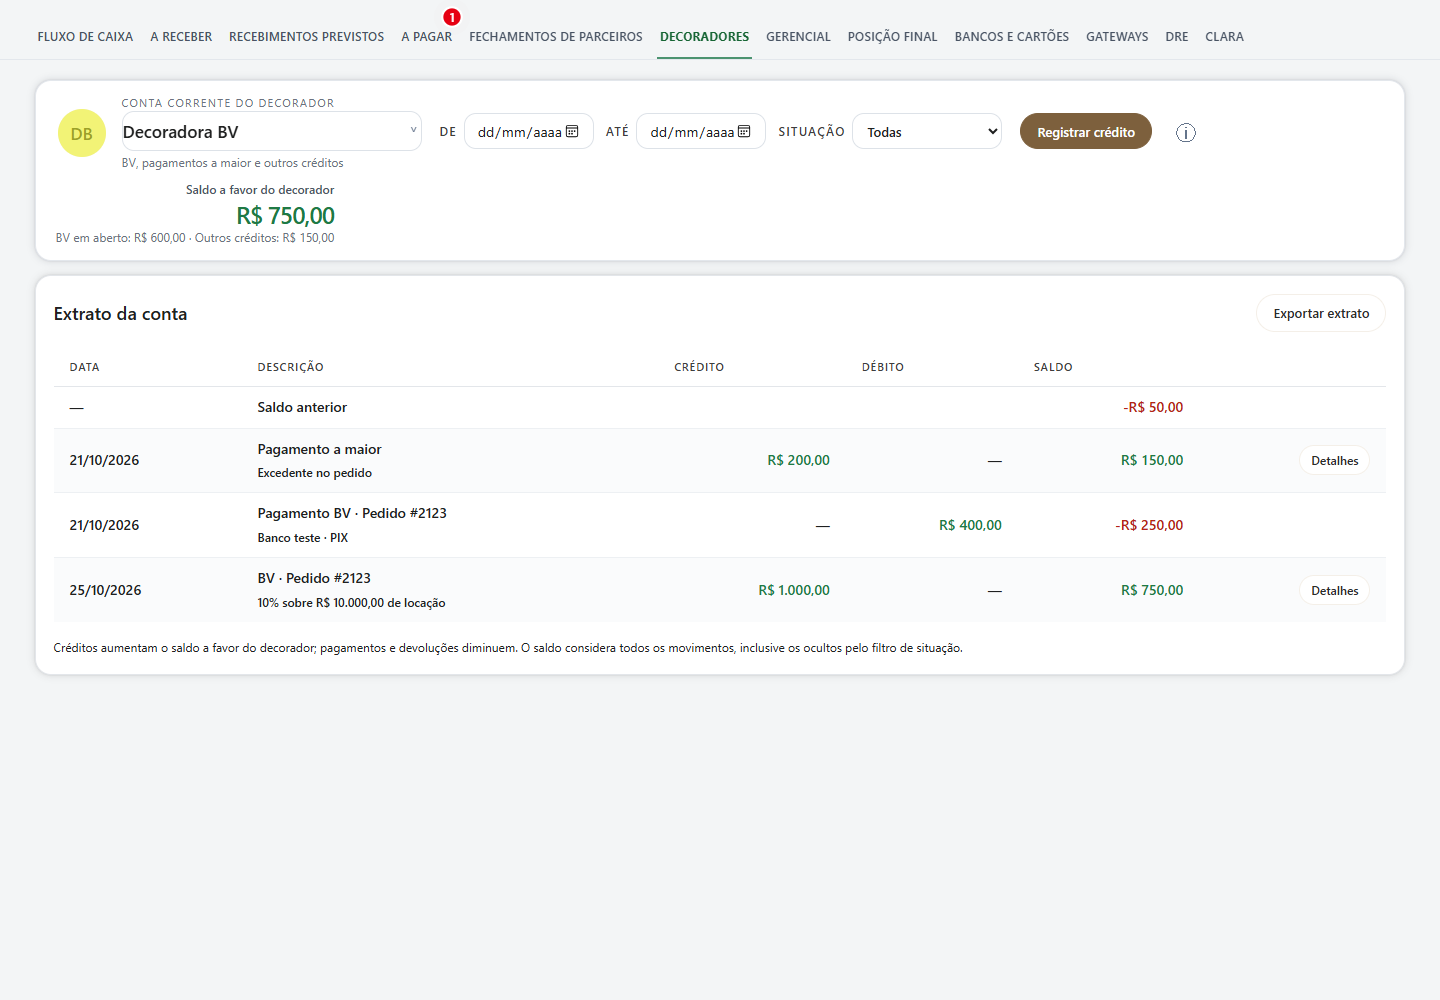 1
FLUXO DE CAIXA A RECEBER RECEBIMENTOS PREVISTOS A PAGAR FECHAMENTOS DE PARCEIROS DECORADORES GERENCIAL POSIÇÃO FINAL BANCOS E CARTÕES GATEWAYS DRE CLARA
CONTA CORRENTE DO DECORADOR
DB Decoradora BV DE dd/mm/aaaa ATÉ dd/mm/aaaa SITUAÇÃO Todas Registrar crédito i
BV, pagamentos a maior e outros créditos
Saldo a favor do decorador
R$ 750,00
BV em aberto: R$ 600,00 · Outros créditos: R$ 150,00
Extrato da conta Exportar extrato
DATA DESCRIÇÃO CRÉDITO DÉBITO SALDO
— Saldo anterior -R$ 50,00
21/10/2026 Pagamento a maior R$ 200,00 — R$ 150,00 Detalhes
Excedente no pedido
21/10/2026 Pagamento BV · Pedido #2123 — R$ 400,00 -R$ 250,00
Banco teste · PIX
25/10/2026 BV · Pedido #2123 R$ 1.000,00 — R$ 750,00 Detalhes
10% sobre R$ 10.000,00 de locação
Créditos aumentam o saldo a favor do decorador; pagamentos e devoluções diminuem. O saldo considera todos os movimentos, inclusive os ocultos pelo filtro de situação.